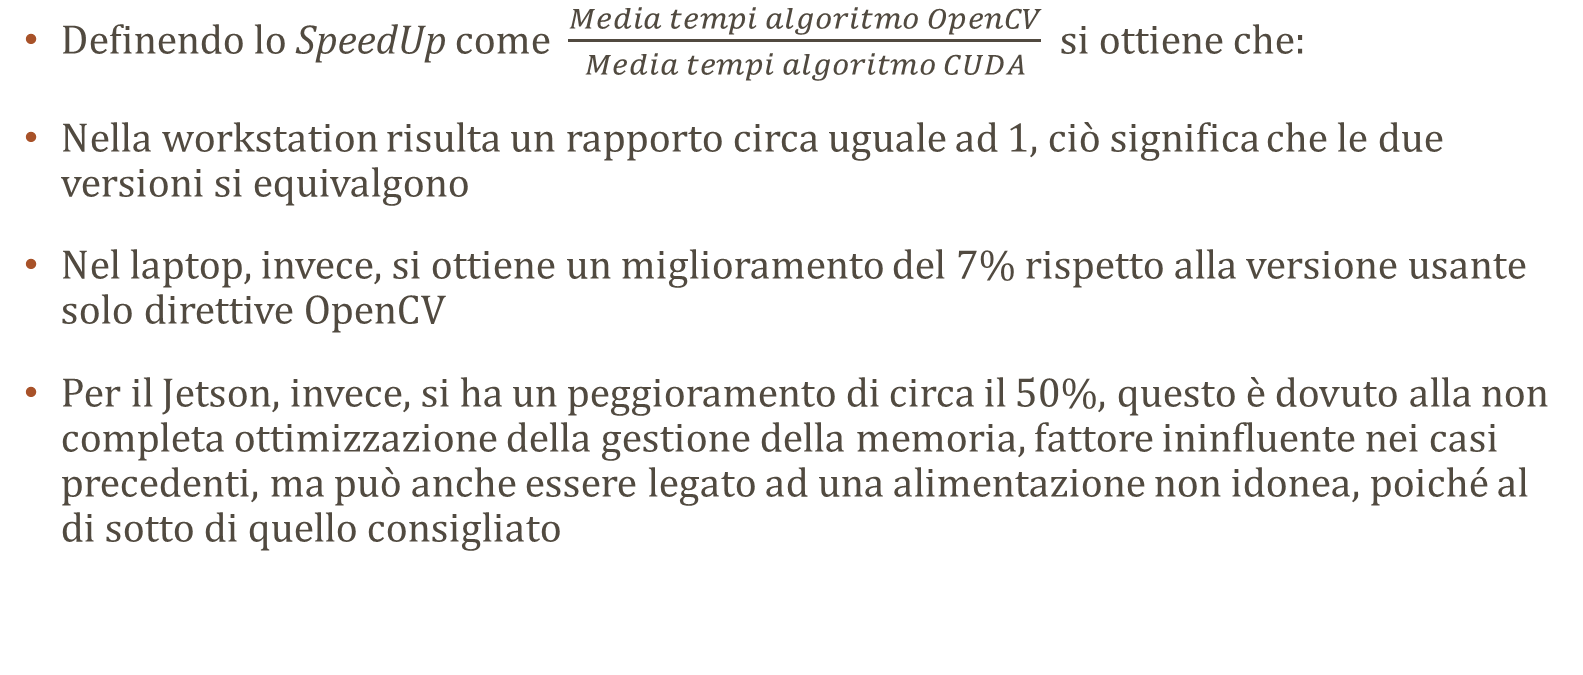 • Definendo lo SpeedUp come Media tempi algoritmo OpenCV / Media tempi algoritmo CUDA si ottiene che:
• Nella workstation risulta un rapporto circa uguale ad 1, ciò significa che le due
versioni si equivalgono
• Nel laptop, invece, si ottiene un miglioramento del 7% rispetto alla versione usante
solo direttive OpenCV
• Per il Jetson, invece, si ha un peggioramento di circa il 50%, questo è dovuto alla non
completa ottimizzazione della gestione della memoria, fattore ininfluente nei casi
precedenti, ma può anche essere legato ad una alimentazione non idonea, poiché al
di sotto di quello consigliato